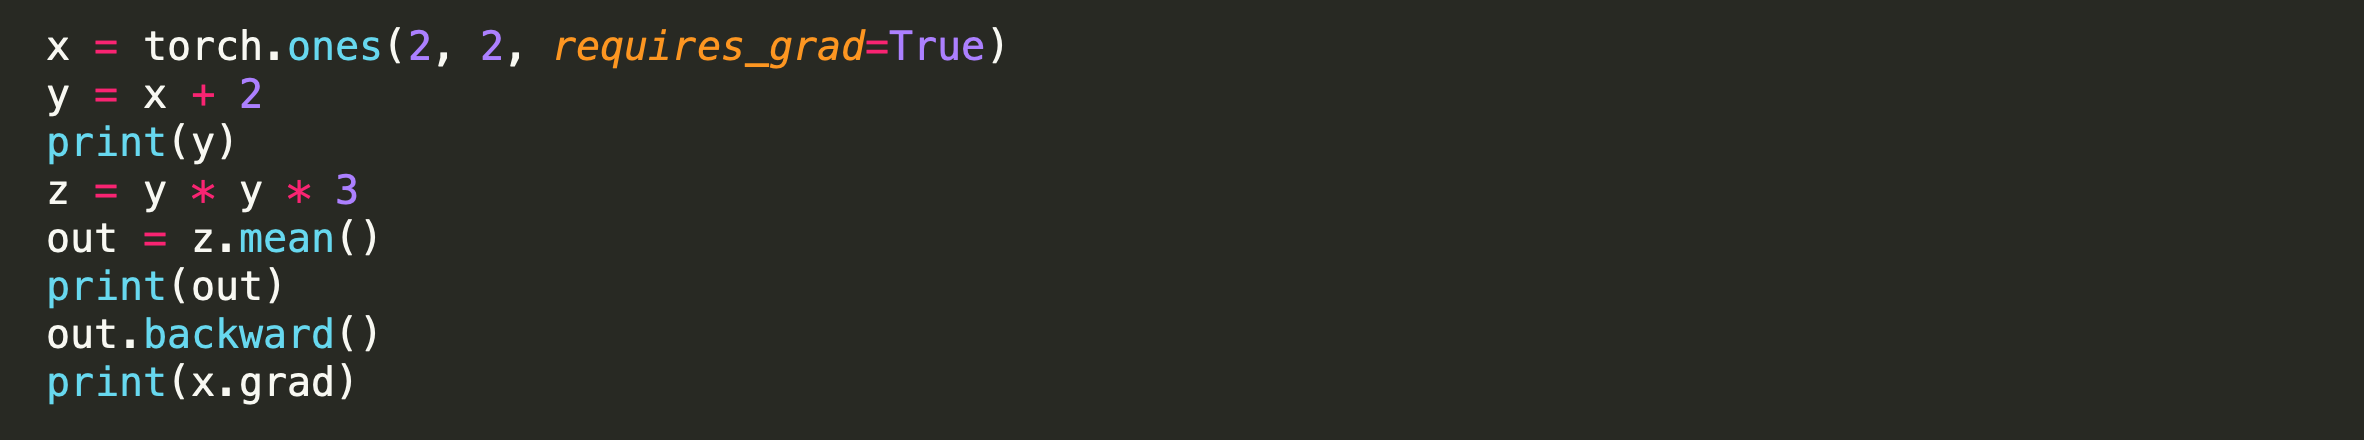 x = torch.ones(2, 2, requires_grad=True)
y = x + 2
print(y)
z = y * y * 3
out = z.mean()
print(out)
out.backward()
print(x.grad)